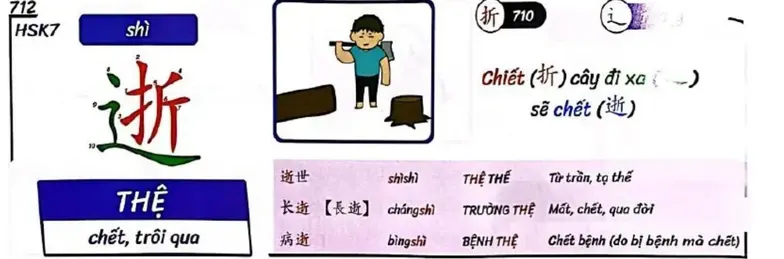 712
HSK7
shì
逝
THỆ
chết, trôi qua
折 710 辶
Chiết (折) cây đi xa ( )
sẽ chết (逝)
逝世 shìshì THỆ THẾ Từ trần, tạ thế
长逝【長逝】 chángshì TRƯỜNG THỆ Mất, chết, qua đời
病逝 bìngshì BỆNH THỆ Chết bệnh (do bị bệnh mà chết)